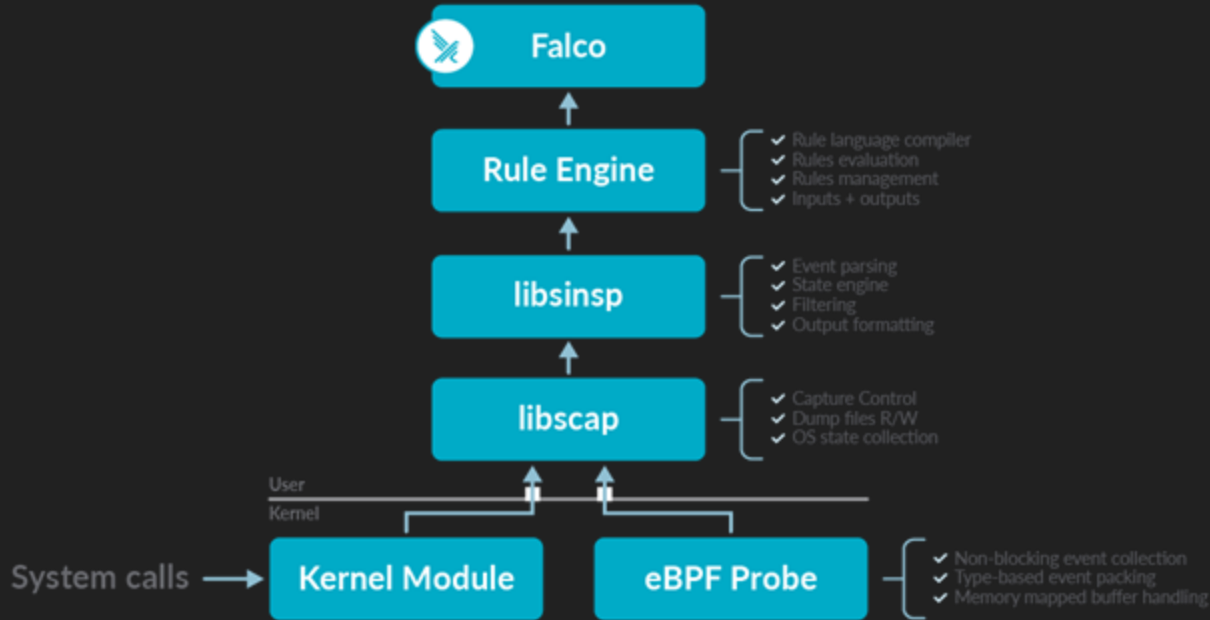 Falco
Rule Engine
Rule language compiler
Rules evaluation
Rules management
Inputs + outputs
libsinsp
Event parsing
State engine
Filtering
Output formatting
libscap
Capture Control
Dump files R/W
OS state collection
User
Kernel
System calls
Kernel Module
eBPF Probe
Non-blocking event collection
Type-based event packing
Memory mapped buffer handling